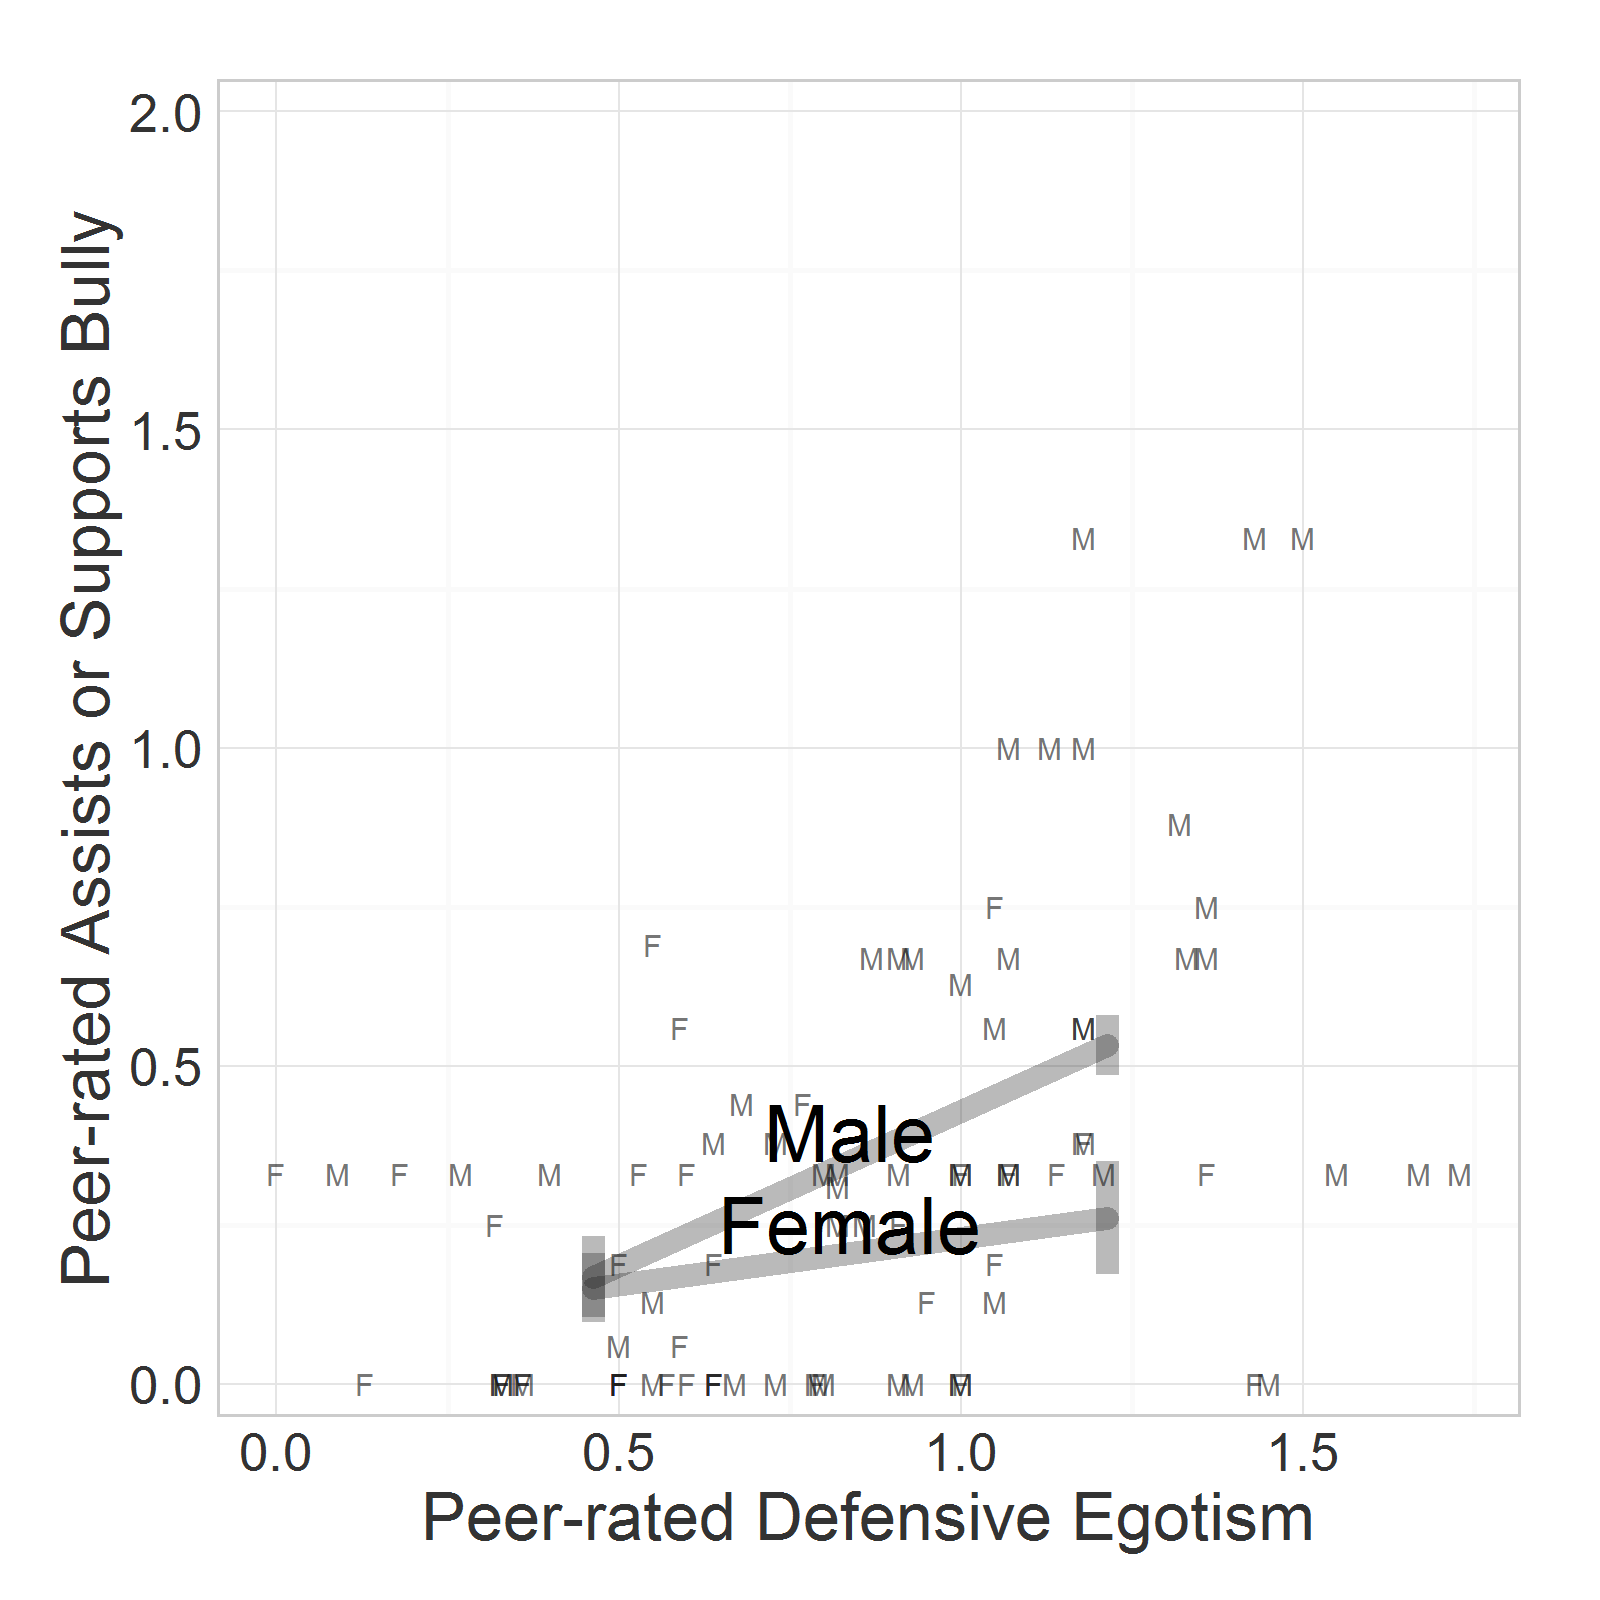 2.0
1.5
1.0
0.5
0.0
Peer-rated Assists or Supports Bully
M M M
M M M
M
F M
F M M M M M M
M
F M M
M F
M M M F
F M F M M F F M M M F M M F M F M M M
M
F M M F
F F F
M F M
M F
F M M F F M F F F M M F M M M M F M
Male
Female
0.0 0.5 1.0 1.5
Peer-rated Defensive Egotism